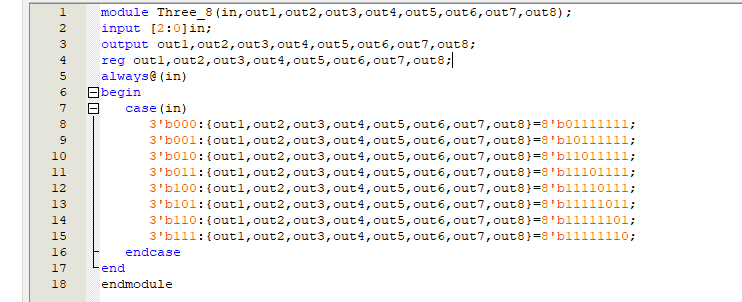 1 module Three_8(in,out1,out2,out3,out4,out5,out6,out7,out8);
2 input [2:0]in;
3 output out1,out2,out3,out4,out5,out6,out7,out8;
4 reg out1,out2,out3,out4,out5,out6,out7,out8;
5 always@(in)
6 begin
7 case(in)
8 3'b000:{out1,out2,out3,out4,out5,out6,out7,out8}=8'b01111111;
9 3'b001:{out1,out2,out3,out4,out5,out6,out7,out8}=8'b10111111;
10 3'b010:{out1,out2,out3,out4,out5,out6,out7,out8}=8'b11011111;
11 3'b011:{out1,out2,out3,out4,out5,out6,out7,out8}=8'b11101111;
12 3'b100:{out1,out2,out3,out4,out5,out6,out7,out8}=8'b11110111;
13 3'b101:{out1,out2,out3,out4,out5,out6,out7,out8}=8'b11111011;
14 3'b110:{out1,out2,out3,out4,out5,out6,out7,out8}=8'b11111101;
15 3'b111:{out1,out2,out3,out4,out5,out6,out7,out8}=8'b11111110;
16 endcase
17 end
18 endmodule